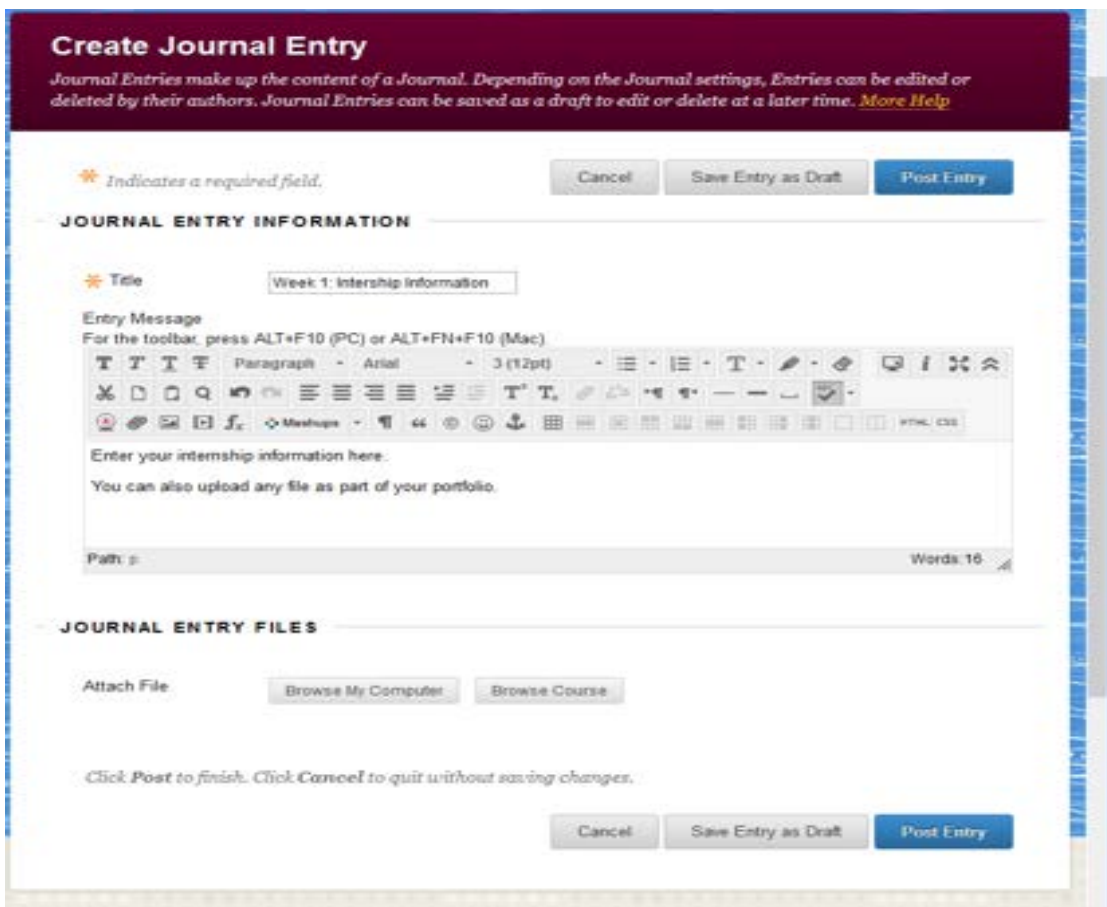 Create Journal Entry
Journal Entries make up the content of a Journal. Depending on the Journal settings, Entries can be edited or
deleted by their authors. Journal Entries can be saved as a draft to edit or delete at a later time. More Help
Indicates a required field.
Cancel Save Entry as Draft Post Entry
JOURNAL ENTRY INFORMATION
Title Week 1: Intership Information
Entry Message
For the toolbar, press ALT+F10 (PC) or ALT+FN+F10 (Mac).
T T T T Paragraph Arial 3 (12pt) T
T T
fx Mashups HTML CSS
Enter your internship information here.
You can also upload any file as part of your portfolio.
Path: p Words:16
JOURNAL ENTRY FILES
Attach File Browse My Computer Browse Course
Click Post to finish. Click Cancel to quit without saving changes.
Cancel Save Entry as Draft Post Entry